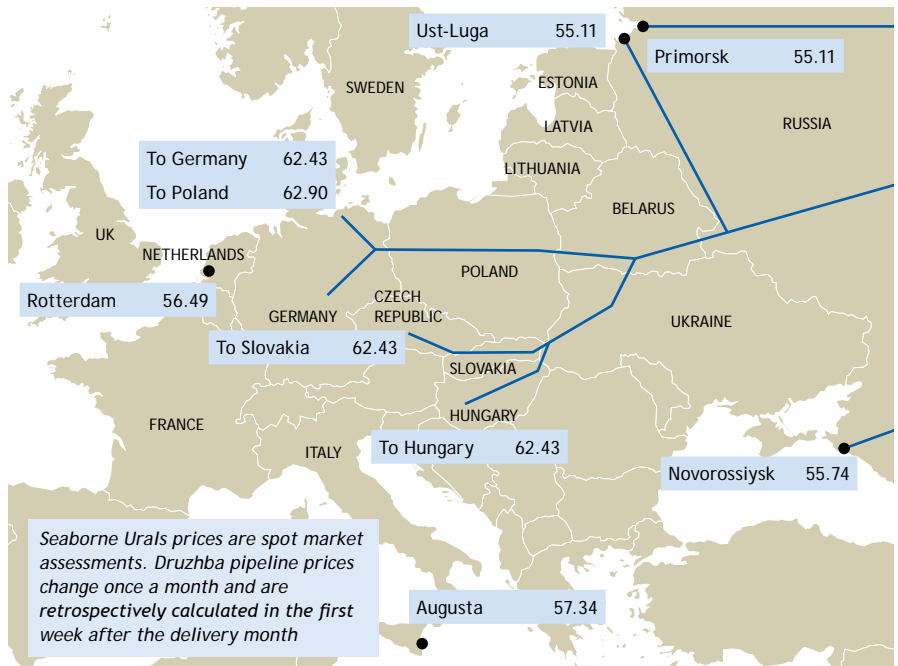 Ust-Luga 55.11
Primorsk 55.11
SWEDEN
ESTONIA
RUSSIA
LATVIA
To Germany 62.43
LITHUANIA
To Poland 62.90
BELARUS
UK
NETHERLANDS
POLAND
Rotterdam 56.49
CZECH
REPUBLIC
GERMANY
UKRAINE
To Slovakia 62.43
SLOVAKIA
HUNGARY
FRANCE
ITALY
To Hungary 62.43
Novorossiysk 55.74
Seaborne Urals prices are spot market
assessments. Druzhba pipeline prices
change once a month and are
retrospectively calculated in the first
week after the delivery month
Augusta 57.34